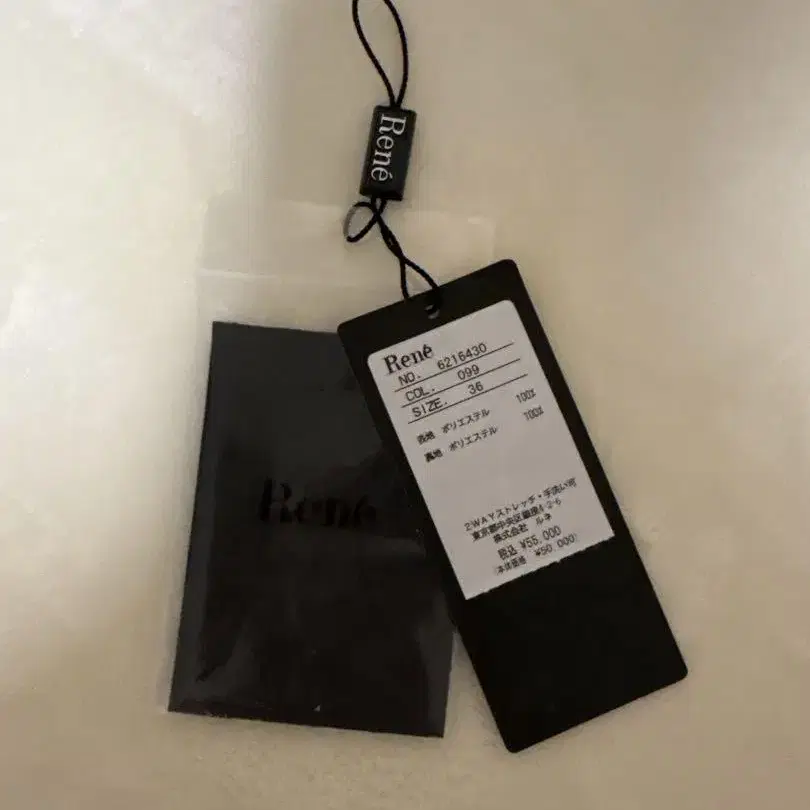 René
René
René
NO. 6216430
COL. 099
SIZE. 36
表地 ポリエステル 100%
裏地 ポリエステル 100%
2WAYストレッチ・手洗い可
東京都中央区銀座4-2-6
株式会社 ルネ
税込 ¥55,000
(本体価格 ¥50,000)